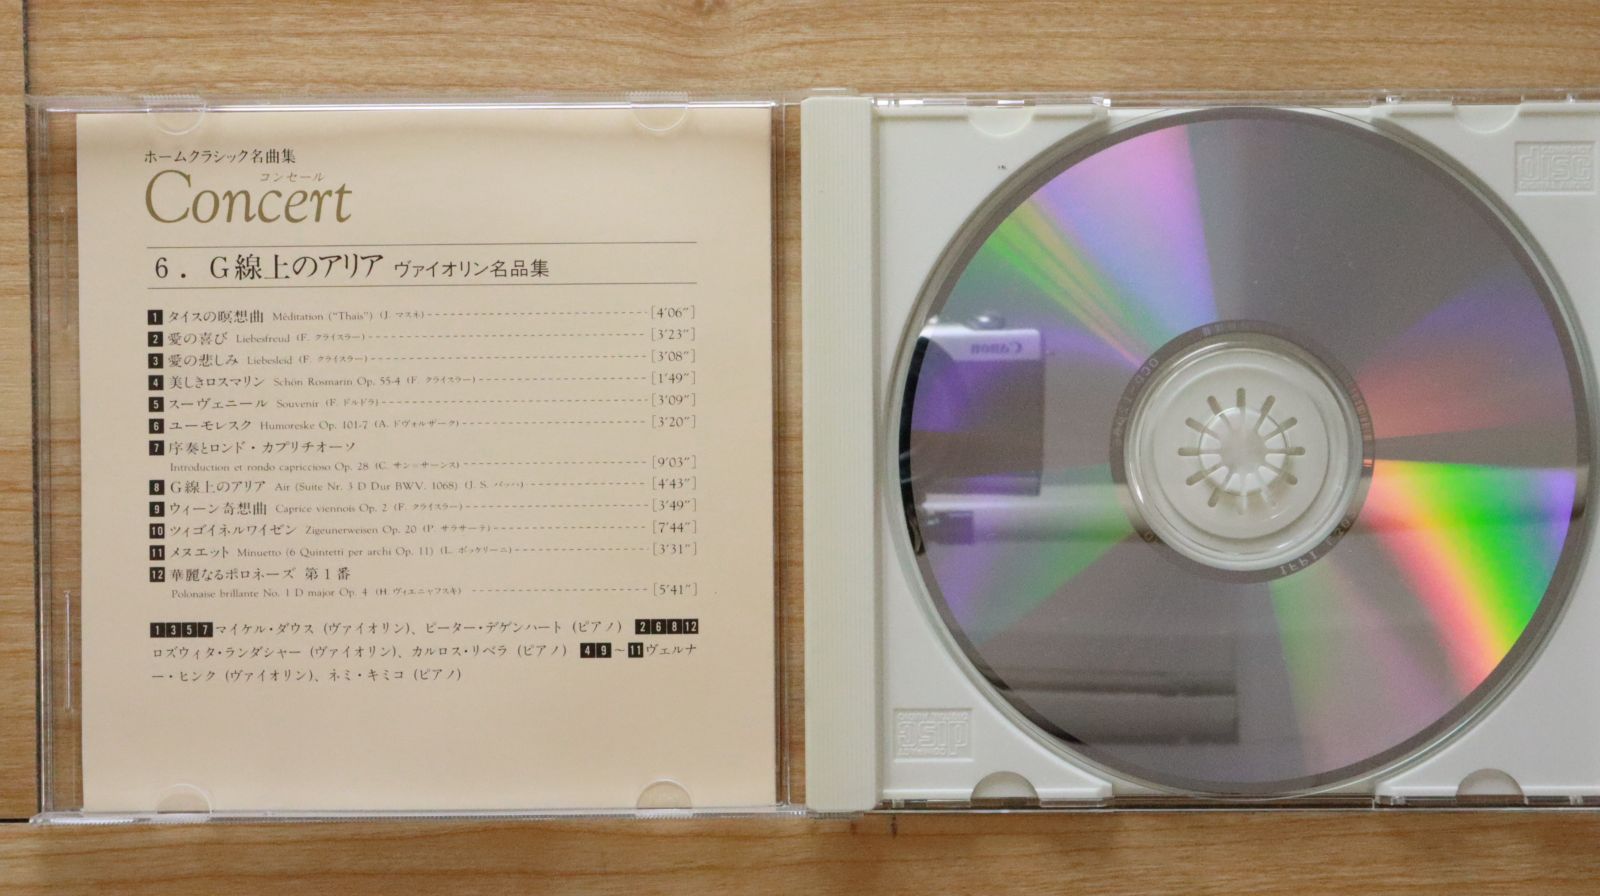 ホームクラシック名曲集
コンセール
Concert
6．G線上のアリア ヴァイオリン名品集
1 タイスの瞑想曲 Méditation (“Thaïs”) (J. マスネ) [4′06″]
2 愛の喜び Liebesfreud (F. クライスラー) [3′23″]
3 愛の悲しみ Liebesleid (F. クライスラー) [3′08″]
4 美しきロスマリン Schön Rosmarin Op. 55-4 (F. クライスラー) [1′49″]
5 スーヴェニール Souvenir (F. ドルドラ) [3′09″]
6 ユーモレスク Humoreske Op. 101-7 (A. ドヴォルザーク) [3′20″]
7 序奏とロンド・カプリチオーソ
Introduction et rondo capriccioso Op. 28 (C. サン=サーンス) [9′03″]
8 G線上のアリア Air (Suite Nr. 3 D Dur BWV. 1068) (J. S. バッハ) [4′43″]
9 ウィーン奇想曲 Caprice viennois Op. 2 (F. クライスラー) [3′49″]
10 ツィゴイネルワイゼン Zigeunerweisen Op. 20 (P. サラサーテ) [7′44″]
11 メヌエット Minuetto (6 Quintetti per archi Op. 11) (L. ボッケリーニ) [3′31″]
12 華麗なるポロネーズ 第1番
Polonaise brillante No. 1 D major Op. 4 (H. ヴィエニャフスキ) [5′41″]
1 3 5 7 マイケル・ダウス (ヴァイオリン)、ピーター・デゲンハート (ピアノ) 2 6 8 12
ロズウィタ・ランダシャー (ヴァイオリン)、カルロス・リベラ (ピアノ) 4 9 〜 11 ヴェルナ
ー・ヒンク (ヴァイオリン)、ネミ・キミコ (ピアノ)
COMPACT
disc
DIGITAL AUDIO
Canon
COMPACT
disc
DIGITAL AUDIO